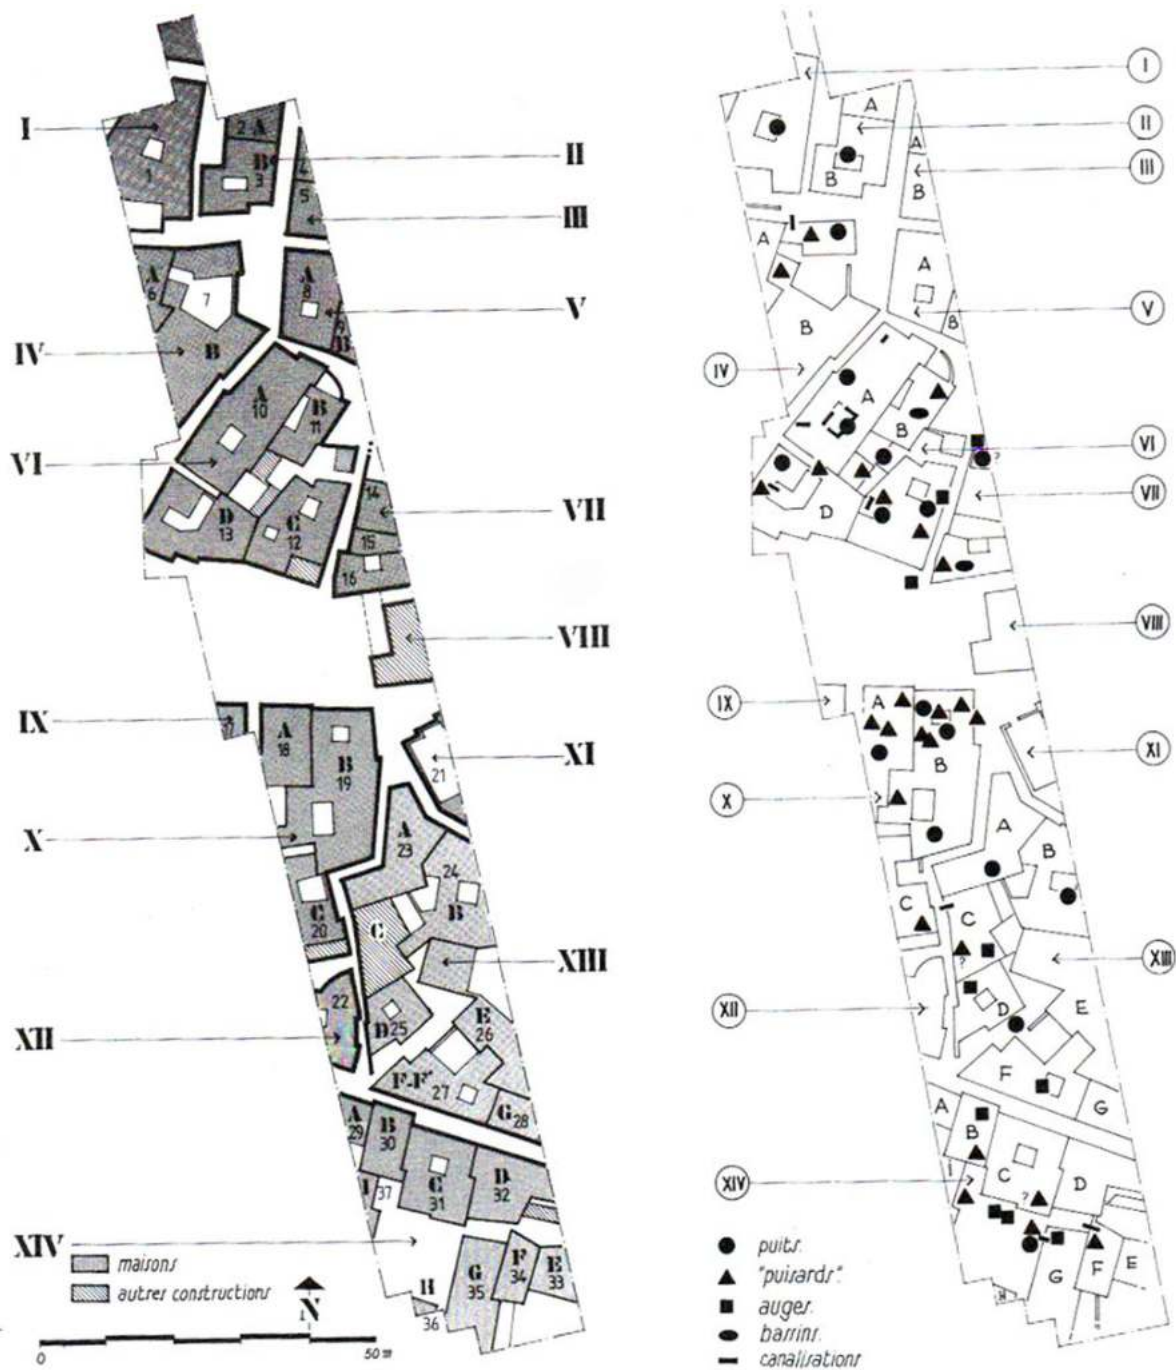 I
II
III
IV
V
VI
VII
VIII
IX
X
XI
XII
XIII
XIV
1
2 A
B
3
4
5
A
6
7
B
A
8
9
B
A
10
B
11
C
12
D
13
14
15
16
A
18
B
19
C
20
21
22
A
23
24
B
C
D 25
E
26
F-F'
27
G 28
A
29
B
30
C
31
D
32
E
33
F
34
G
35
H
36
I
37
maisons
autres constructions
N
0
50 m
I
II
III
IV
V
VI
VII
VIII
IX
X
XI
XII
XIII
XIV
A
B
A
B
A
B
A
B
A
B
?
D
A
B
A
B
C
C
?
D
E
F
G
A
B
C
D
?
G
F
E
H
puits.
"puisards".
auges.
bassins.
canalisations